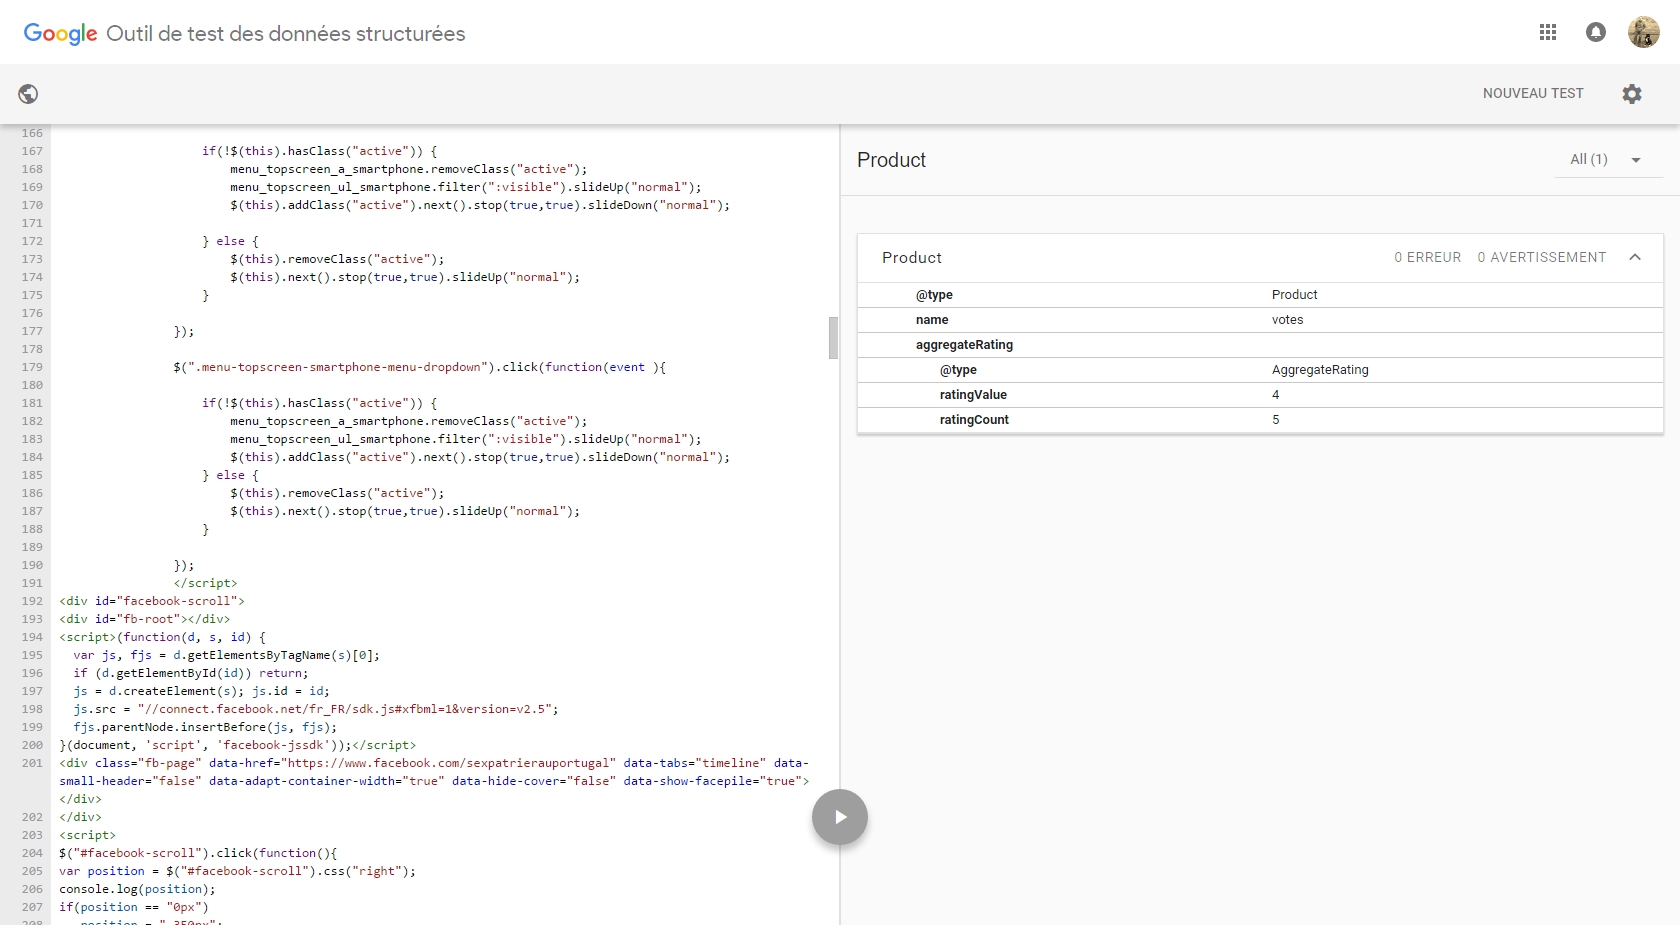 Google Outil de test des données structurées
NOUVEAU TEST
166
167 if(!$(this).hasClass("active")) {
168 menu_topscreen_a_smartphone.removeClass("active");
169 menu_topscreen_ul_smartphone.filter(":visible").slideUp("normal");
170 $(this).addClass("active").next().stop(true,true).slideDown("normal");
171
172 } else {
173 $(this).removeClass("active");
174 $(this).next().stop(true,true).slideUp("normal");
175 }
176
177 });
178
179 $(".menu-topscreen-smartphone-menu-dropdown").click(function(event ){
180
181 if(!$(this).hasClass("active")) {
182 menu_topscreen_a_smartphone.removeClass("active");
183 menu_topscreen_ul_smartphone.filter(":visible").slideUp("normal");
184 $(this).addClass("active").next().stop(true,true).slideDown("normal");
185 } else {
186 $(this).removeClass("active");
187 $(this).next().stop(true,true).slideUp("normal");
188 }
189
190 });
191 </script>
192 <div id="facebook-scroll">
193 <div id="fb-root"></div>
194 <script>(function(d, s, id) {
195 var js, fjs = d.getElementsByTagName(s)[0];
196 if (d.getElementById(id)) return;
197 js = d.createElement(s); js.id = id;
198 js.src = "//connect.facebook.net/fr_FR/sdk.js#xfbml=1&version=v2.5";
199 fjs.parentNode.insertBefore(js, fjs);
200 }(document, 'script', 'facebook-jssdk'));</script>
201 <div class="fb-page" data-href="https://www.facebook.com/sexpatrierauportugal" data-tabs="timeline" data-
small-header="false" data-adapt-container-width="true" data-hide-cover="false" data-show-facepile="true">
</div>
202 </div>
203 <script>
204 $("#facebook-scroll").click(function(){
205 var position = $("#facebook-scroll").css("right");
206 console.log(position);
207 if(position == "0px")
208 position = "-350px";
Product
All (1)
Product 0 ERREUR 0 AVERTISSEMENT
@type Product
name votes
aggregateRating
@type AggregateRating
ratingValue 4
ratingCount 5